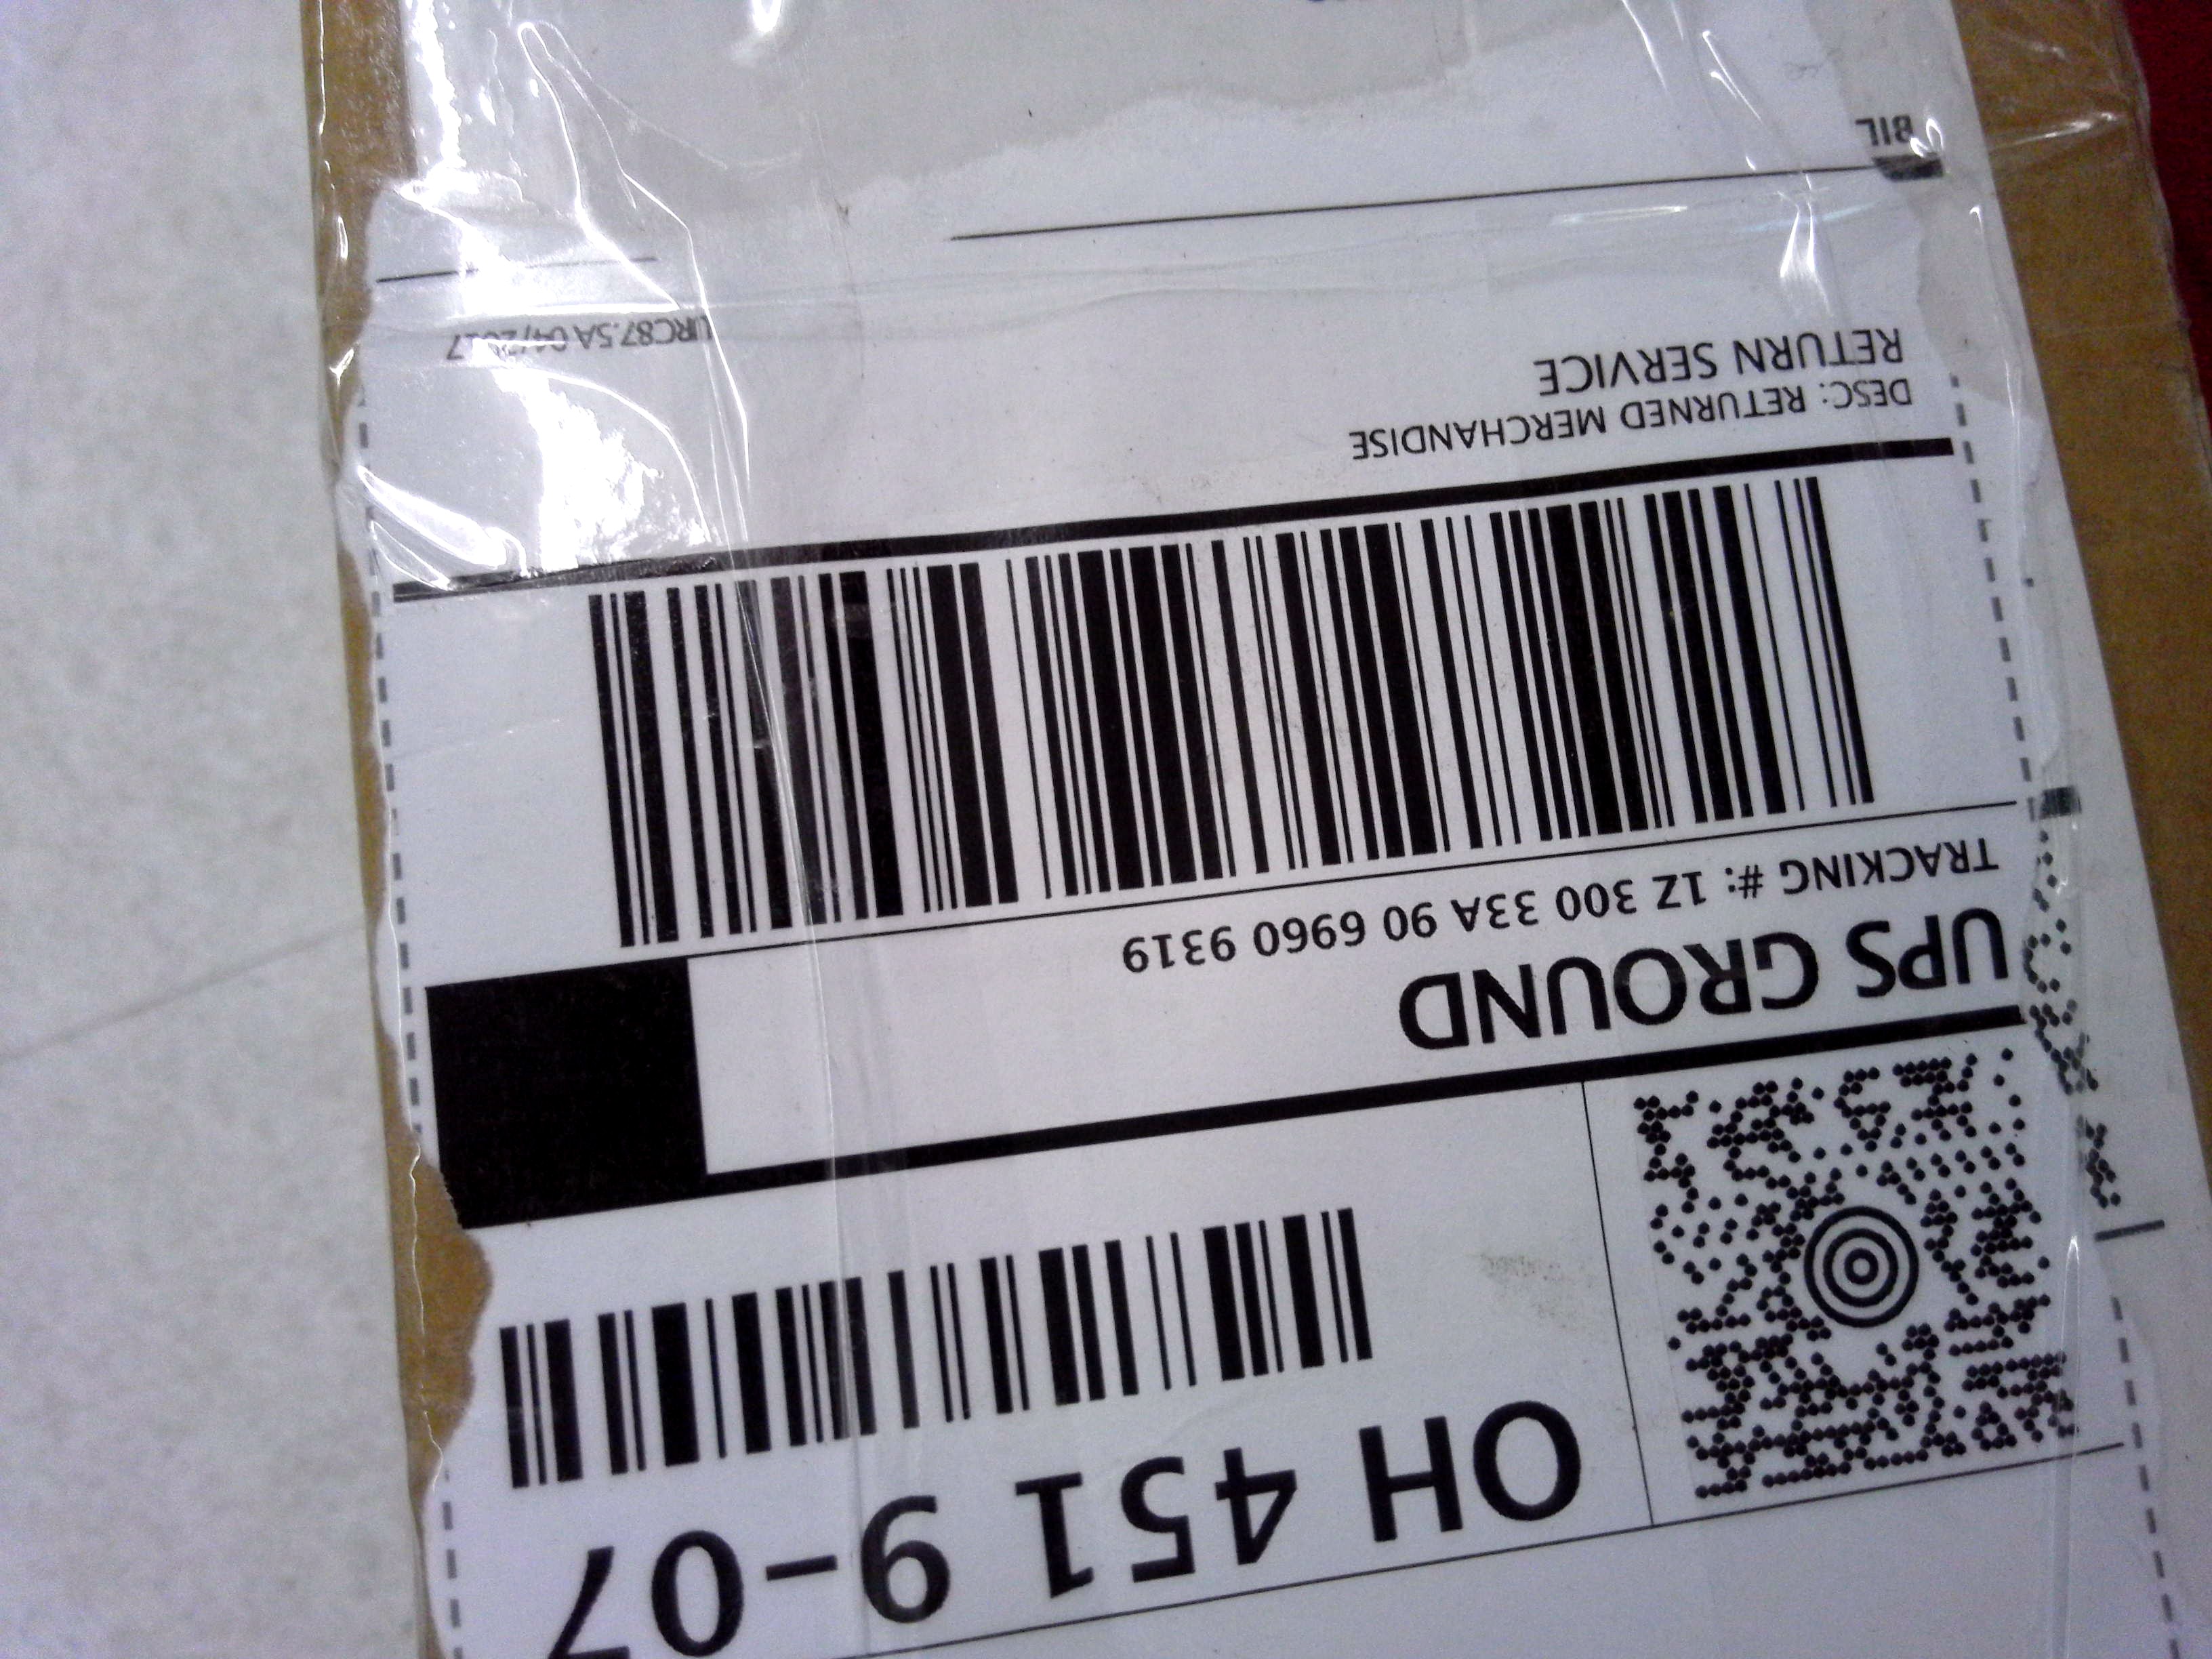 OH 451 9-07
UPS GROUND
TRACKING #: 1Z 300 33A 90 6960 9319
DESC: RETURNED MERCHANDISE
RETURN SERVICE
URC87.5A 04/2017
BIL